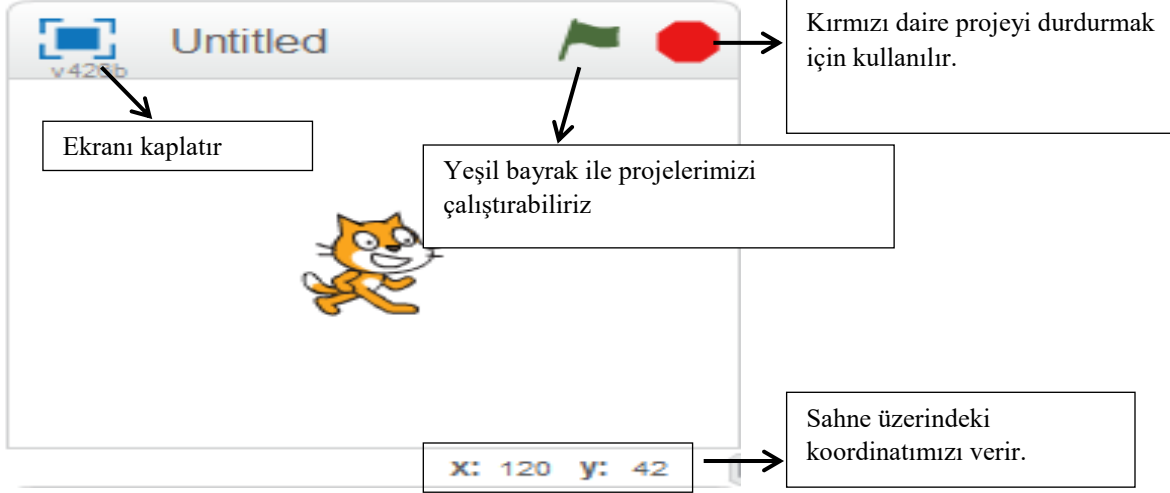 Untitled
v426b
Kırmızı daire projeyi durdurmak
için kullanılır.
Ekranı kaplatır
Yeşil bayrak ile projelerimizi
çalıştırabiliriz
Sahne üzerindeki
koordinatımızı verir.
x: 120 y: 42